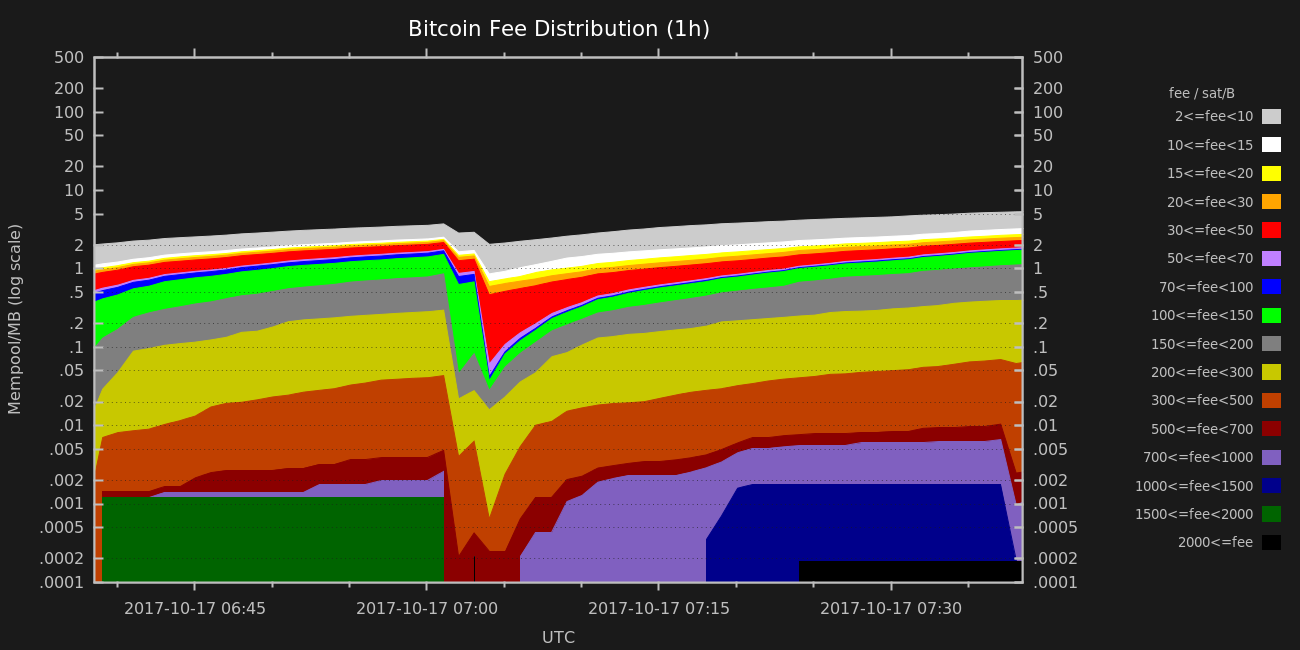 Bitcoin Fee Distribution (1h)
Mempool/MB (log scale)
500
200
100
50
20
10
5
2
1
.5
.2
.1
.05
.02
.01
.005
.002
.001
.0005
.0002
.0001
500
200
100
50
20
10
5
2
1
.5
.2
.1
.05
.02
.01
.005
.002
.001
.0005
.0002
.0001
2017-10-17 06:45 2017-10-17 07:00 2017-10-17 07:15 2017-10-17 07:30
UTC
fee / sat/B
2<=fee<10
10<=fee<15
15<=fee<20
20<=fee<30
30<=fee<50
50<=fee<70
70<=fee<100
100<=fee<150
150<=fee<200
200<=fee<300
300<=fee<500
500<=fee<700
700<=fee<1000
1000<=fee<1500
1500<=fee<2000
2000<=fee